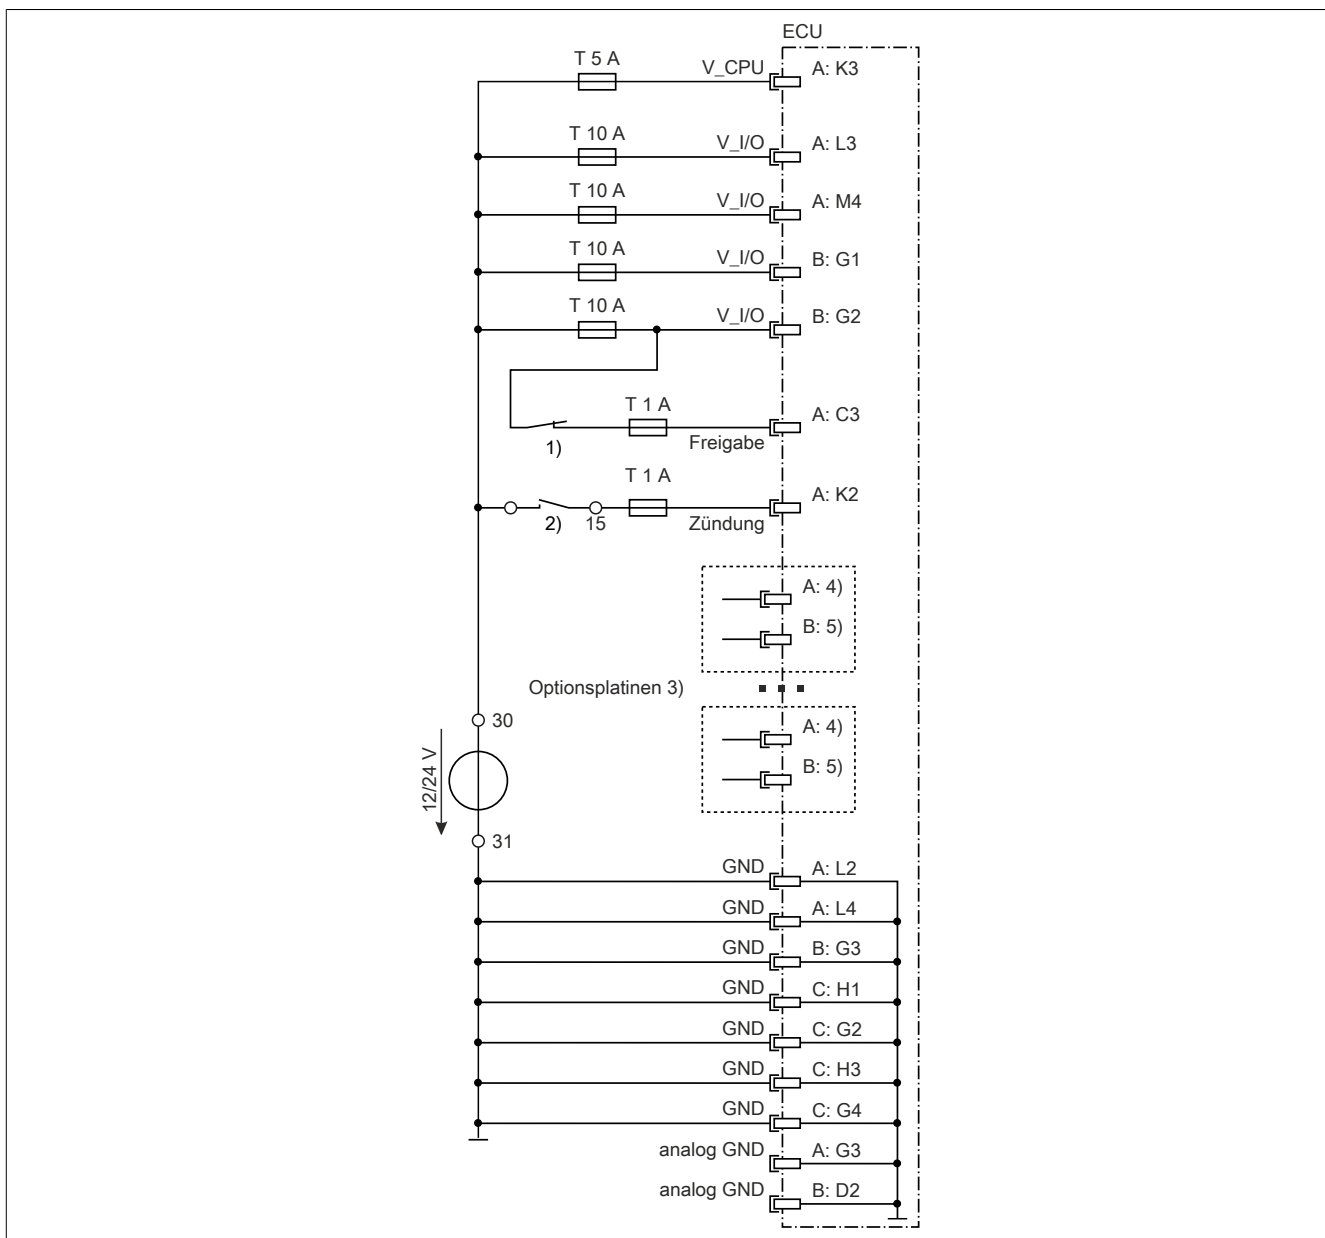 ECU
T 5 A
V_CPU
A: K3
T 10 A
V_I/O
A: L3
T 10 A
V_I/O
A: M4
T 10 A
V_I/O
B: G1
T 10 A
V_I/O
B: G2
T 1 A
A: C3
1)
Freigabe
T 1 A
A: K2
2)
15
Zündung
A: 4)
B: 5)
Optionsplatinen 3)
30
A: 4)
B: 5)
12/24 V
31
GND
A: L2
GND
A: L4
GND
B: G3
GND
C: H1
GND
C: G2
GND
C: H3
GND
C: G4
analog GND
A: G3
analog GND
B: D2